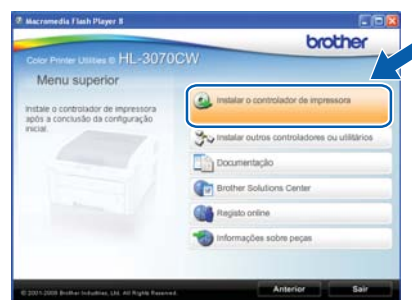 Macromedia Flash Player 8
brother
Color Printer Utilities © HL-3070CW
Menu superior
Instale o controlador de impressora
após a conclusão da configuração
inicial.
Instalar o controlador de impressora
Instalar outros controladores ou utilitários
Documentação
Brother Solutions Center
Registo online
Informações sobre peças
© 2001-2008 Brother Industries, Ltd. All Rights Reserved.
Anterior
Sair